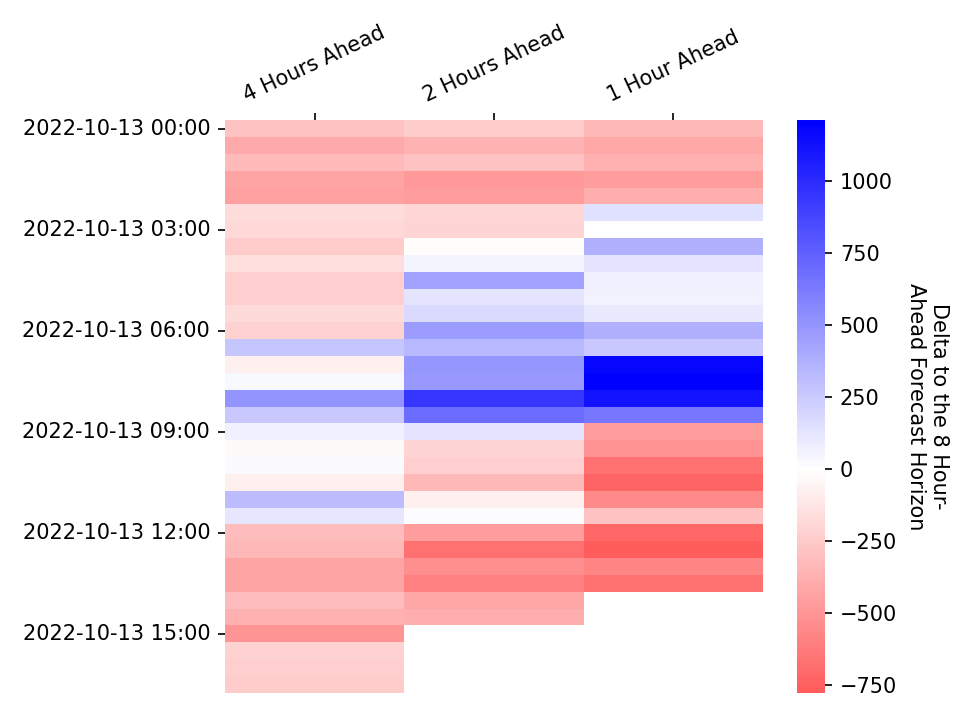 4 Hours Ahead
2 Hours Ahead
1 Hour Ahead
2022-10-13 00:00
2022-10-13 03:00
2022-10-13 06:00
2022-10-13 09:00
2022-10-13 12:00
2022-10-13 15:00
1000
750
500
250
0
−250
−500
−750
Delta to the 8 Hour-
Ahead Forecast Horizon